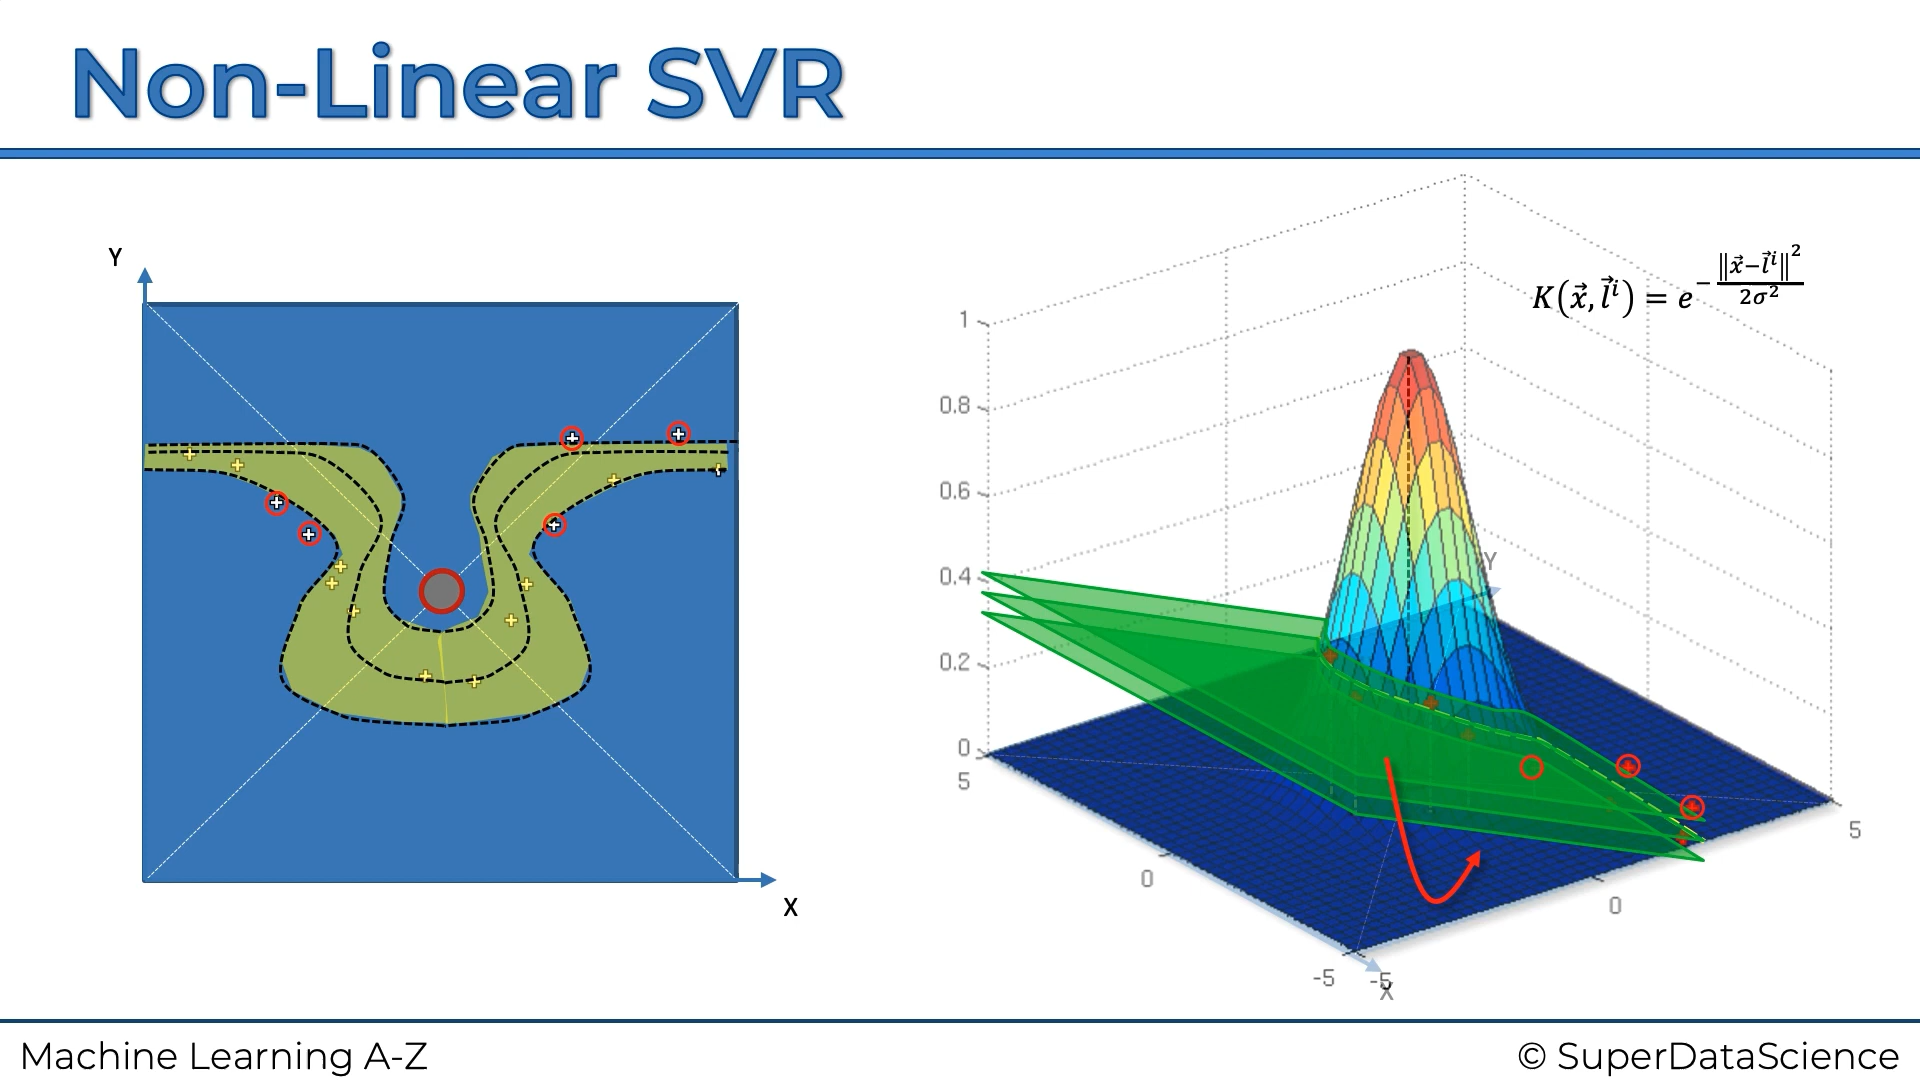 Non-Linear SVR
Y
X
K(x⃗, l⃗ⁱ) = e^(-‖x⃗-l⃗ⁱ‖²/2σ²)
1
0.8
0.6
0.4
0.2
0
5
0
-5
-5
0
5
Y
X
Machine Learning A-Z
© SuperDataScience